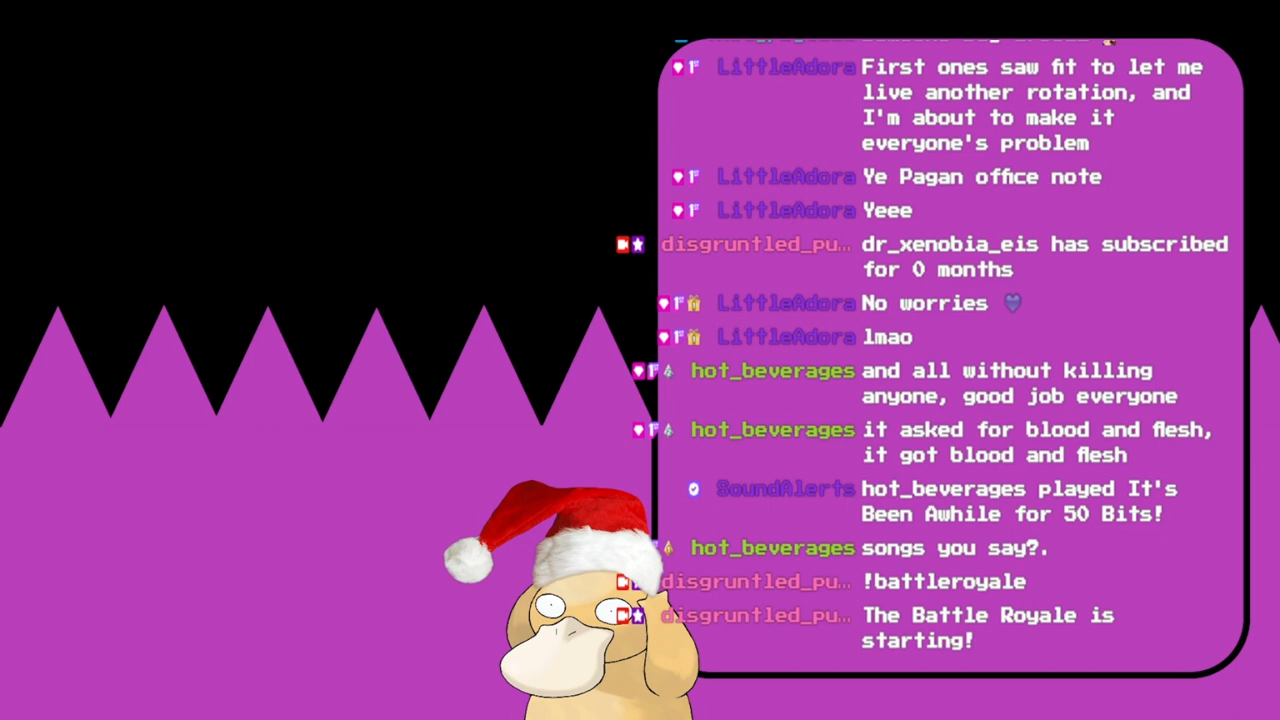 LittleAdora First ones saw fit to let me
live another rotation, and
I'm about to make it
everyone's problem
LittleAdora Ye Pagan office note
LittleAdora Yeee
disgruntled_pu... dr_xenobia_eis has subscribed
for 0 months
LittleAdora No worries
LittleAdora lmao
hot_beverages and all without killing
anyone, good job everyone
hot_beverages it asked for blood and flesh,
it got blood and flesh
SoundAlerts hot_beverages played It's
Been Awhile for 50 Bits!
hot_beverages songs you say?.
disgruntled_pu... !battleroyale
disgruntled_pu... The Battle Royale is
starting!